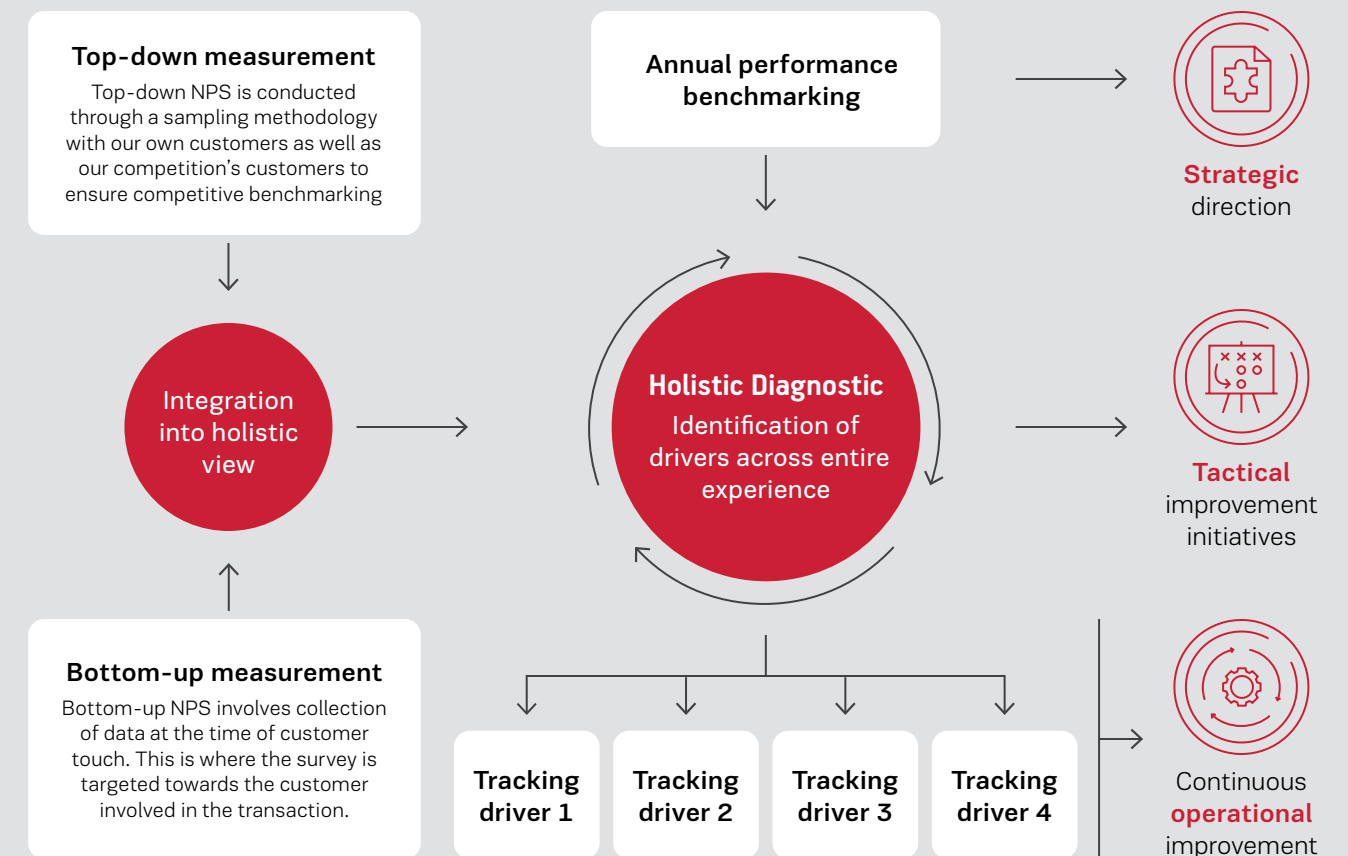 Top-down measurement
Top-down NPS is conducted
through a sampling methodology
with our own customers as well as
our competition’s customers to
ensure competitive benchmarking
Annual performance
benchmarking
Strategic
direction
Integration
into holistic
view
Holistic Diagnostic
Identification of
drivers across entire
experience
Tactical
improvement
initiatives
Bottom-up measurement
Bottom-up NPS involves collection
of data at the time of customer
touch. This is where the survey is
targeted towards the customer
involved in the transaction.
Tracking
driver 1
Tracking
driver 2
Tracking
driver 3
Tracking
driver 4
Continuous
operational
improvement